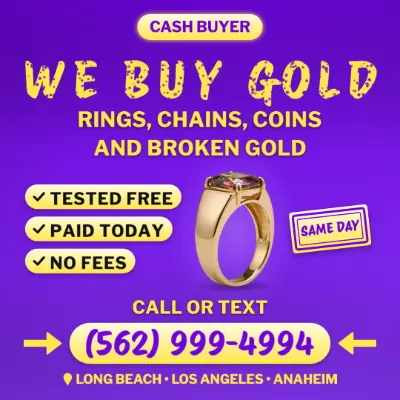 CASH BUYER
WE BUY GOLD
RINGS, CHAINS, COINS
AND BROKEN GOLD
✓ TESTED FREE
✓ PAID TODAY
✓ NO FEES
SAME DAY
CALL OR TEXT
(562) 999-4994
LONG BEACH • LOS ANGELES • ANAHEIM